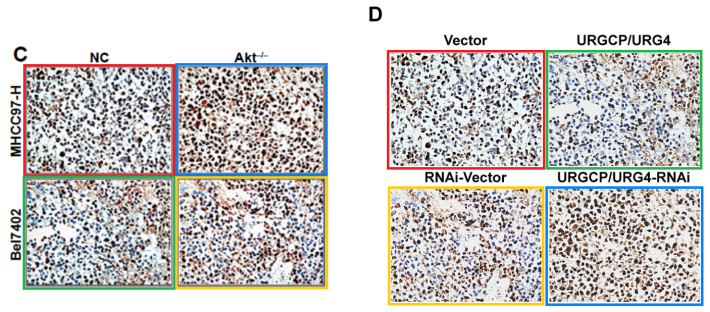 C
NC Akt–/–
MHCC97-H
Bel7402
D
Vector URGCP/URG4
RNAi-Vector URGCP/URG4-RNAi